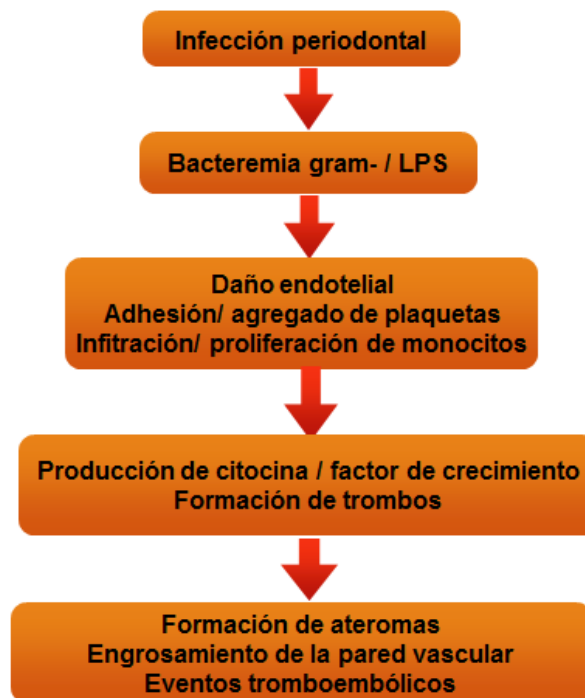 Infección periodontal
Bacteremia gram- / LPS
Daño endotelial
Adhesión/ agregado de plaquetas
Infitración/ proliferación de monocitos
Producción de citocina / factor de crecimiento
Formación de trombos
Formación de ateromas
Engrosamiento de la pared vascular
Eventos tromboembólicos